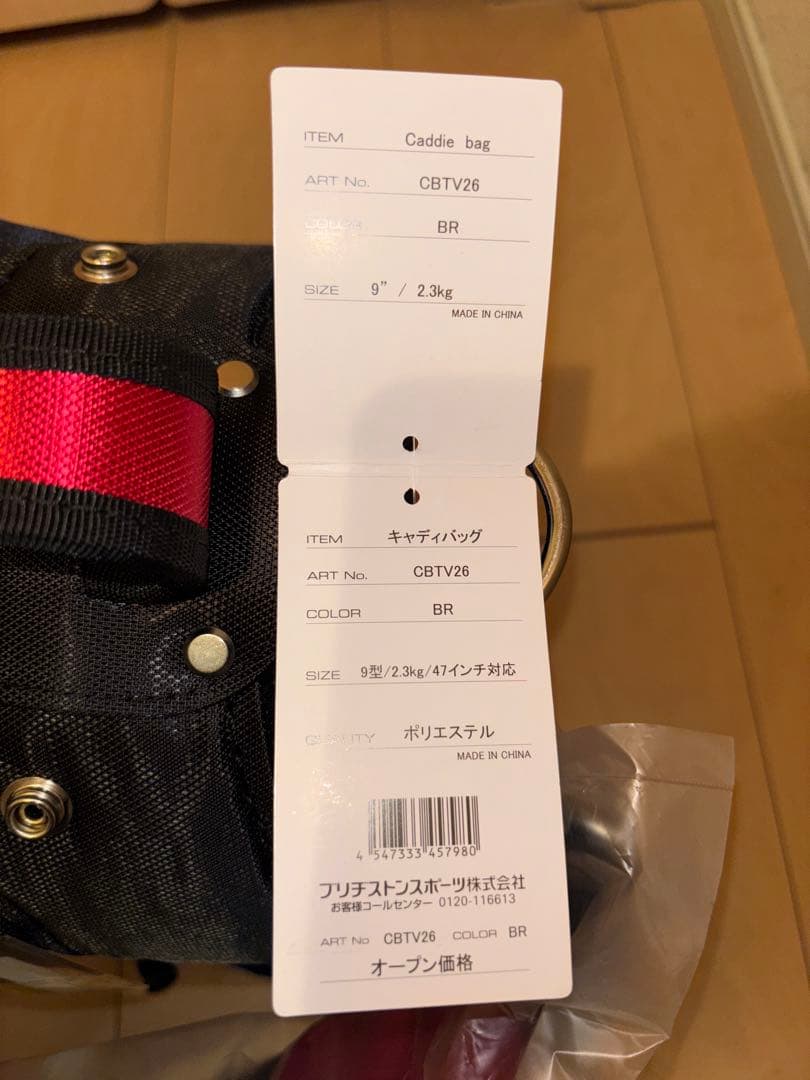 ITEM Caddie bag
ART No. CBTV26
COLOR BR
SIZE 9" / 2.3kg
MADE IN CHINA
ITEM キャディバッグ
ART No. CBTV26
COLOR BR
SIZE 9型/2.3kg/47インチ対応
QUALITY ポリエステル
MADE IN CHINA
4 547333 457980
ブリヂストンスポーツ株式会社
お客様コールセンター 0120-116613
ART No CBTV26 COLOR BR
オープン価格